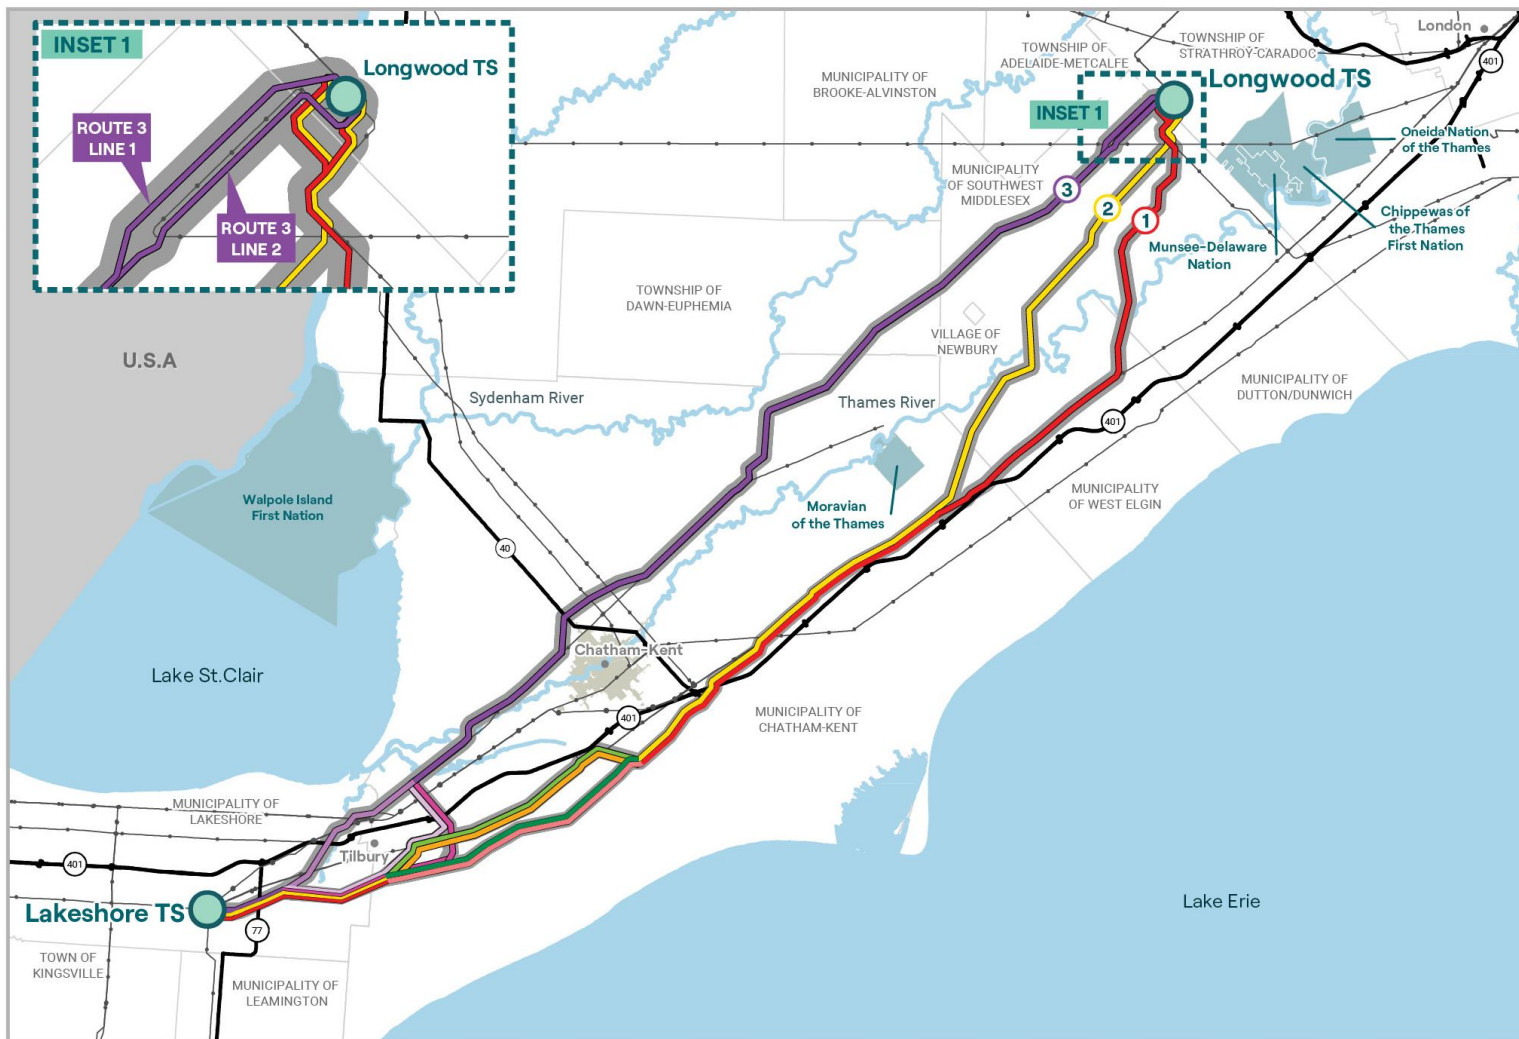 INSET 1
Longwood TS
ROUTE 3
LINE 1
ROUTE 3
LINE 2
London
TOWNSHIP OF
STRATHROY-CARADOC
401
TOWNSHIP OF
ADELAIDE-METCALFE
MUNICIPALITY OF
BROOKE-ALVINSTON
Longwood TS
INSET 1
Oneida Nation
of the Thames
MUNICIPALITY
OF SOUTHWEST
MIDDLESEX
3
2
1
Chippewas of
the Thames
First Nation
Munsee-Delaware
Nation
TOWNSHIP OF
DAWN-EUPHEMIA
VILLAGE OF
NEWBURY
U.S.A
Sydenham River
Thames River
MUNICIPALITY OF
DUTTON/DUNWICH
401
Walpole Island
First Nation
MUNICIPALITY
OF WEST ELGIN
Moravian
of the Thames
40
Chatham-Kent
Lake St.Clair
401
MUNICIPALITY OF
CHATHAM-KENT
MUNICIPALITY OF
LAKESHORE
Tilbury
401
Lakeshore TS
77
Lake Erie
TOWN OF
KINGSVILLE
MUNICIPALITY OF
LEAMINGTON